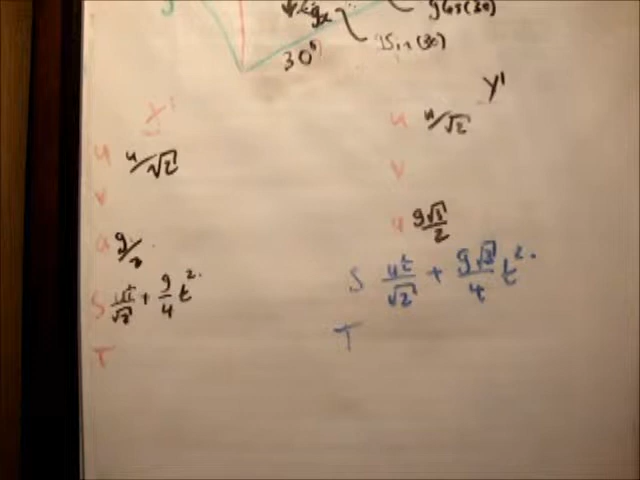 g gx g cos(30)
30° g sin(30)
x' y'
u u/√2 u u/√2
v v
a g/2 a g√3/2
S ut/√2 + g/4 t² S ut/√2 + g√3/4 t²
T T